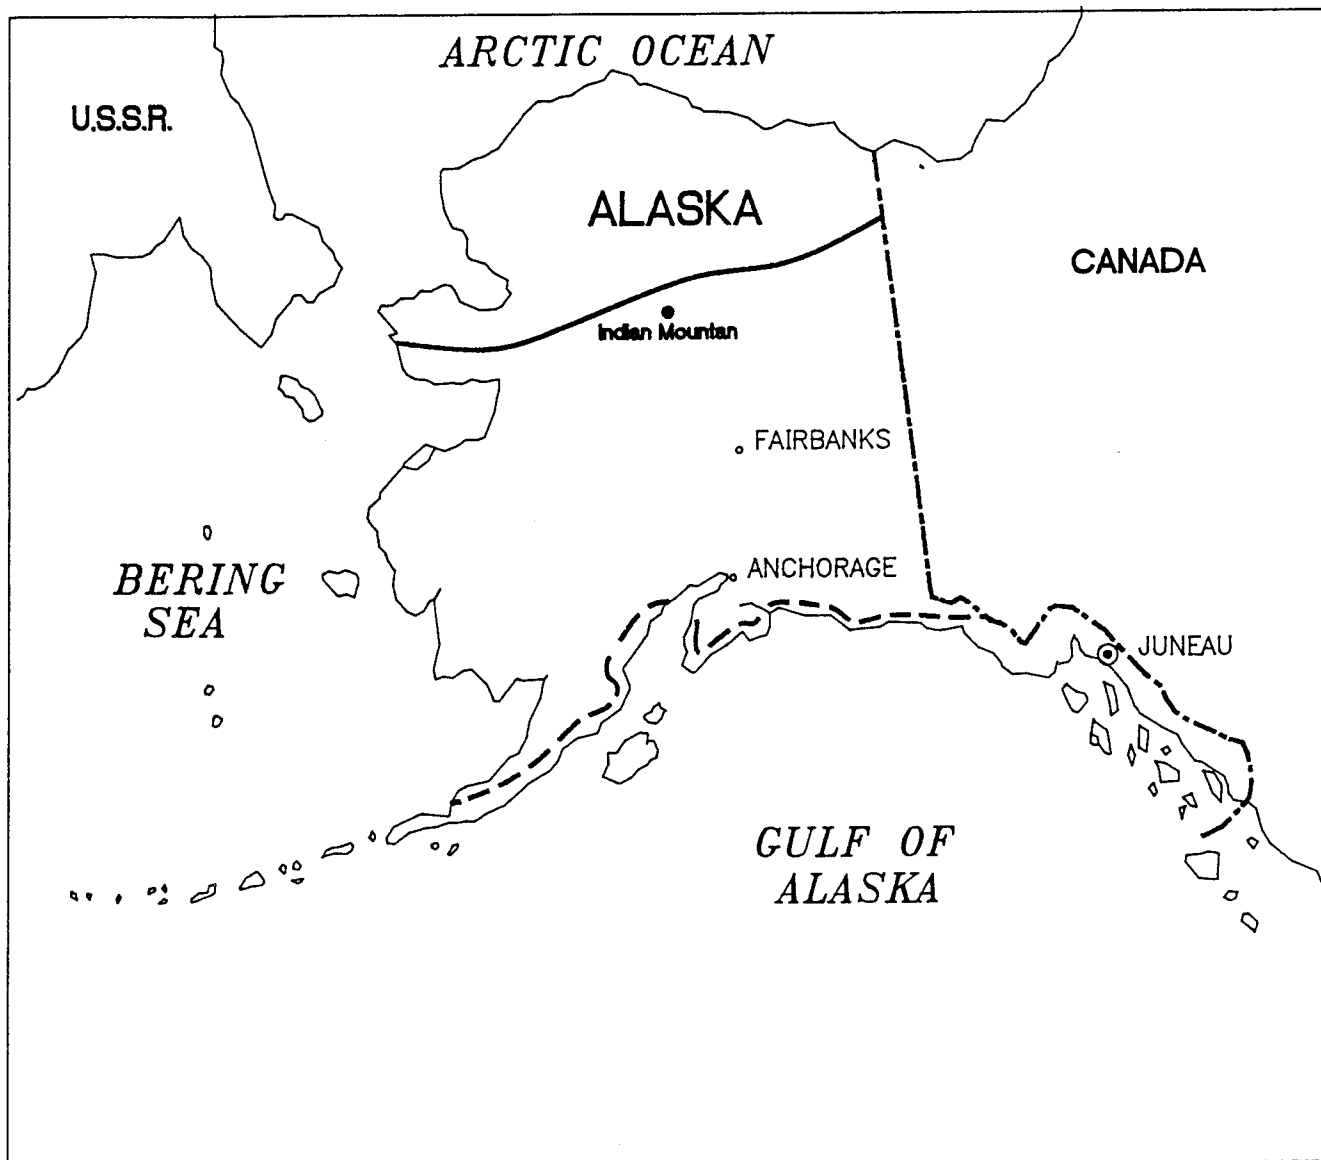 ARCTIC OCEAN
U.S.S.R.
ALASKA
CANADA
Indian Mountan
FAIRBANKS
ANCHORAGE
BERING
SEA
JUNEAU
GULF OF
ALASKA